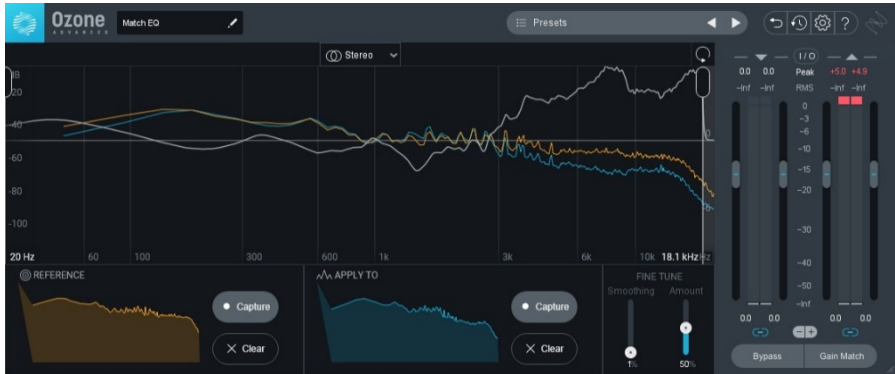 Ozone
ADVANCED
Match EQ
Presets
Stereo
I / O
0.0 0.0 Peak +5.0 +4.9
-Inf -Inf RMS -Inf -Inf
dB
-20
-40
-60
-80
-100
0
-3
-6
-10
-15
-20
-30
-40
-50
-Inf
20 Hz 60 100 300 600 1k 3k 6k 10k 18.1 kHz Hz
REFERENCE
Capture
Clear
APPLY TO
Capture
Clear
FINE TUNE
Smoothing Amount
1% 50%
0.0 0.0 0.0 0.0
Bypass Gain Match